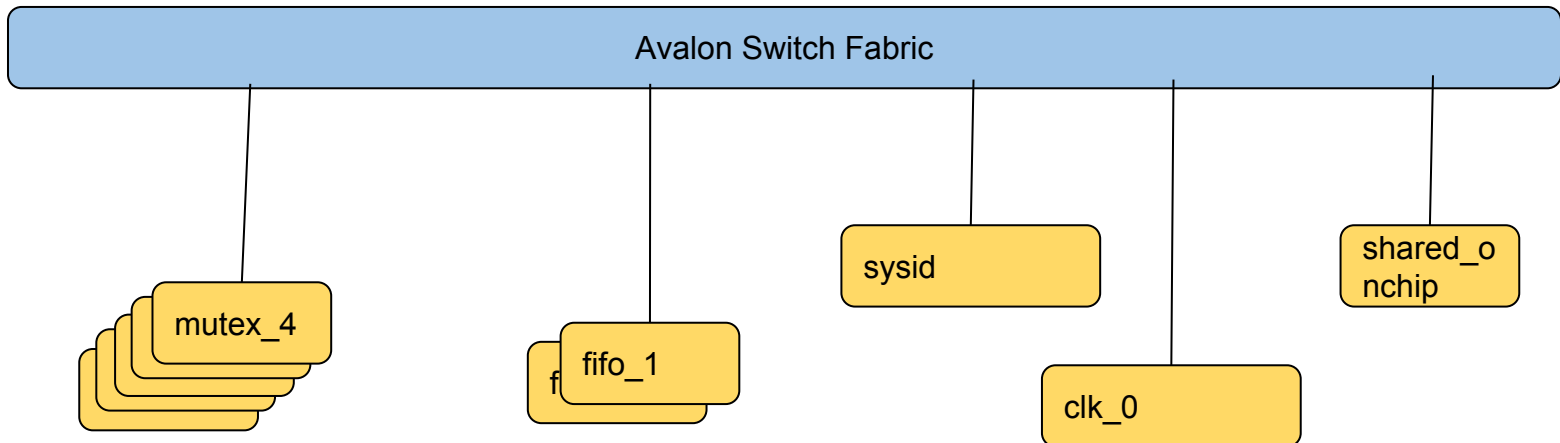 Avalon Switch Fabric
sysid
shared_o
nchip
mutex_4
fifo_1
f
clk_0